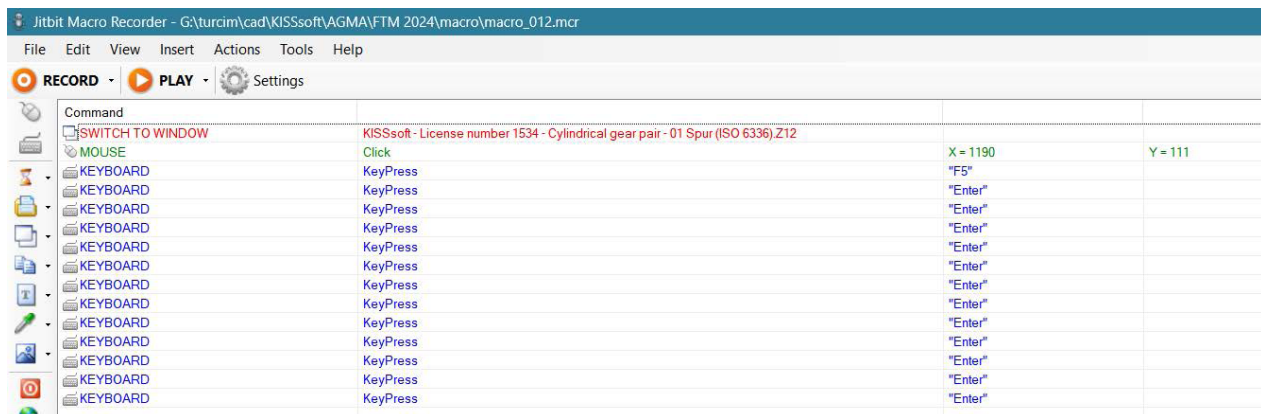 Jitbit Macro Recorder - G:\turcim\cad\KISSsoft\AGMA\FTM 2024\macro\macro_012.mcr
File Edit View Insert Actions Tools Help
RECORD PLAY Settings
Command
SWITCH TO WINDOW KISSsoft - License number 1534 - Cylindrical gear pair - 01 Spur (ISO 6336).Z12
MOUSE Click X = 1190 Y = 111
KEYBOARD KeyPress "F5"
KEYBOARD KeyPress "Enter"
KEYBOARD KeyPress "Enter"
KEYBOARD KeyPress "Enter"
KEYBOARD KeyPress "Enter"
KEYBOARD KeyPress "Enter"
KEYBOARD KeyPress "Enter"
KEYBOARD KeyPress "Enter"
KEYBOARD KeyPress "Enter"
KEYBOARD KeyPress "Enter"
KEYBOARD KeyPress "Enter"
KEYBOARD KeyPress "Enter"
KEYBOARD KeyPress "Enter"